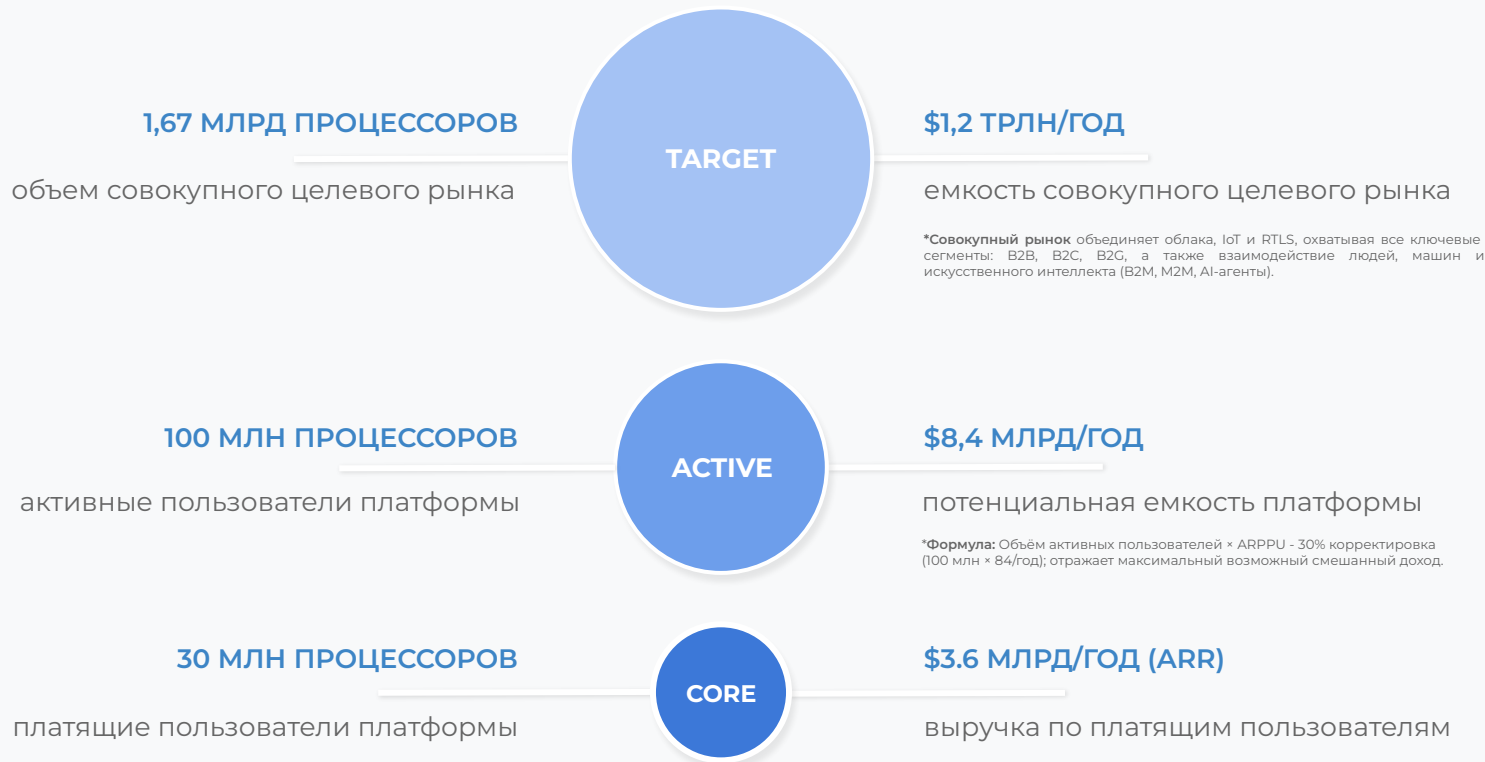 1,67 МЛРД ПРОЦЕССОРОВ
объем совокупного целевого рынка
TARGET
$1,2 ТРЛН/ГОД
емкость совокупного целевого рынка
*Совокупный рынок объединяет облака, IoT и RTLS, охватывая все ключевые
сегменты: B2B, B2C, B2G, а также взаимодействие людей, машин и
искусственного интеллекта (B2M, M2M, AI-агенты).
100 МЛН ПРОЦЕССОРОВ
активные пользователи платформы
ACTIVE
$8,4 МЛРД/ГОД
потенциальная емкость платформы
*Формула: Объём активных пользователей × ARPPU - 30% корректировка
(100 млн × 84/год); отражает максимальный возможный смешанный доход.
30 МЛН ПРОЦЕССОРОВ
платящие пользователи платформы
CORE
$3.6 МЛРД/ГОД (ARR)
выручка по платящим пользователям